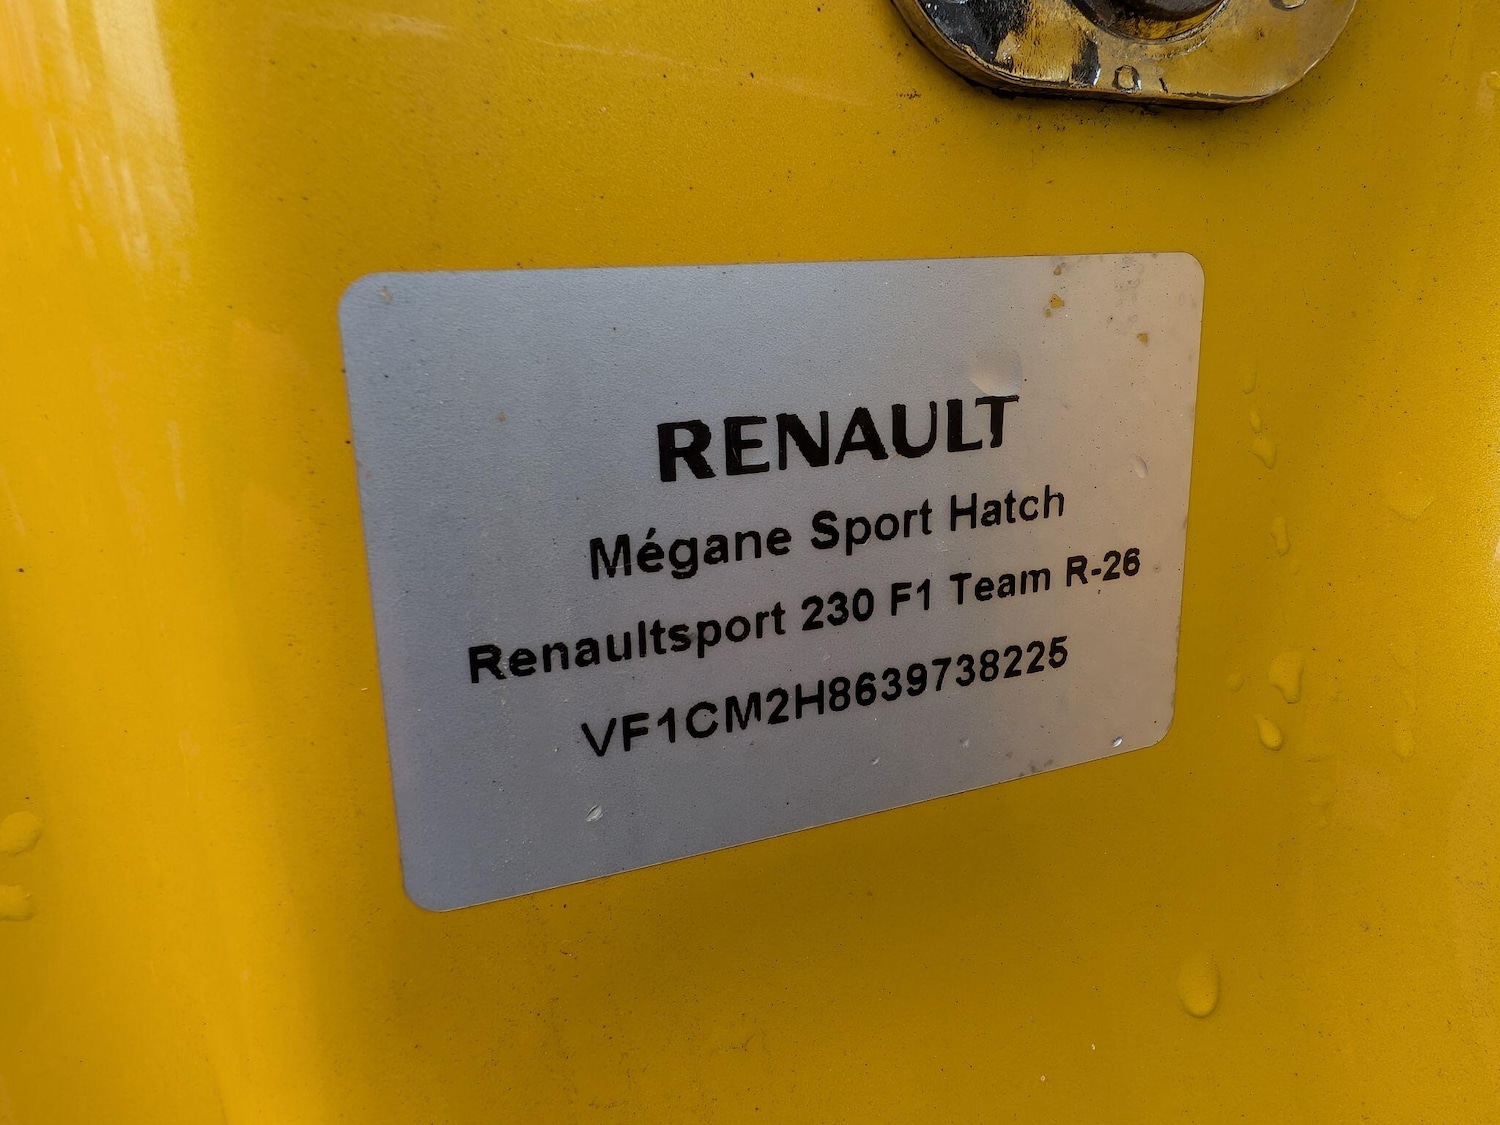 RENAULT
Mégane Sport Hatch
Renaultsport 230 F1 Team R-26
VF1CM2H8639738225